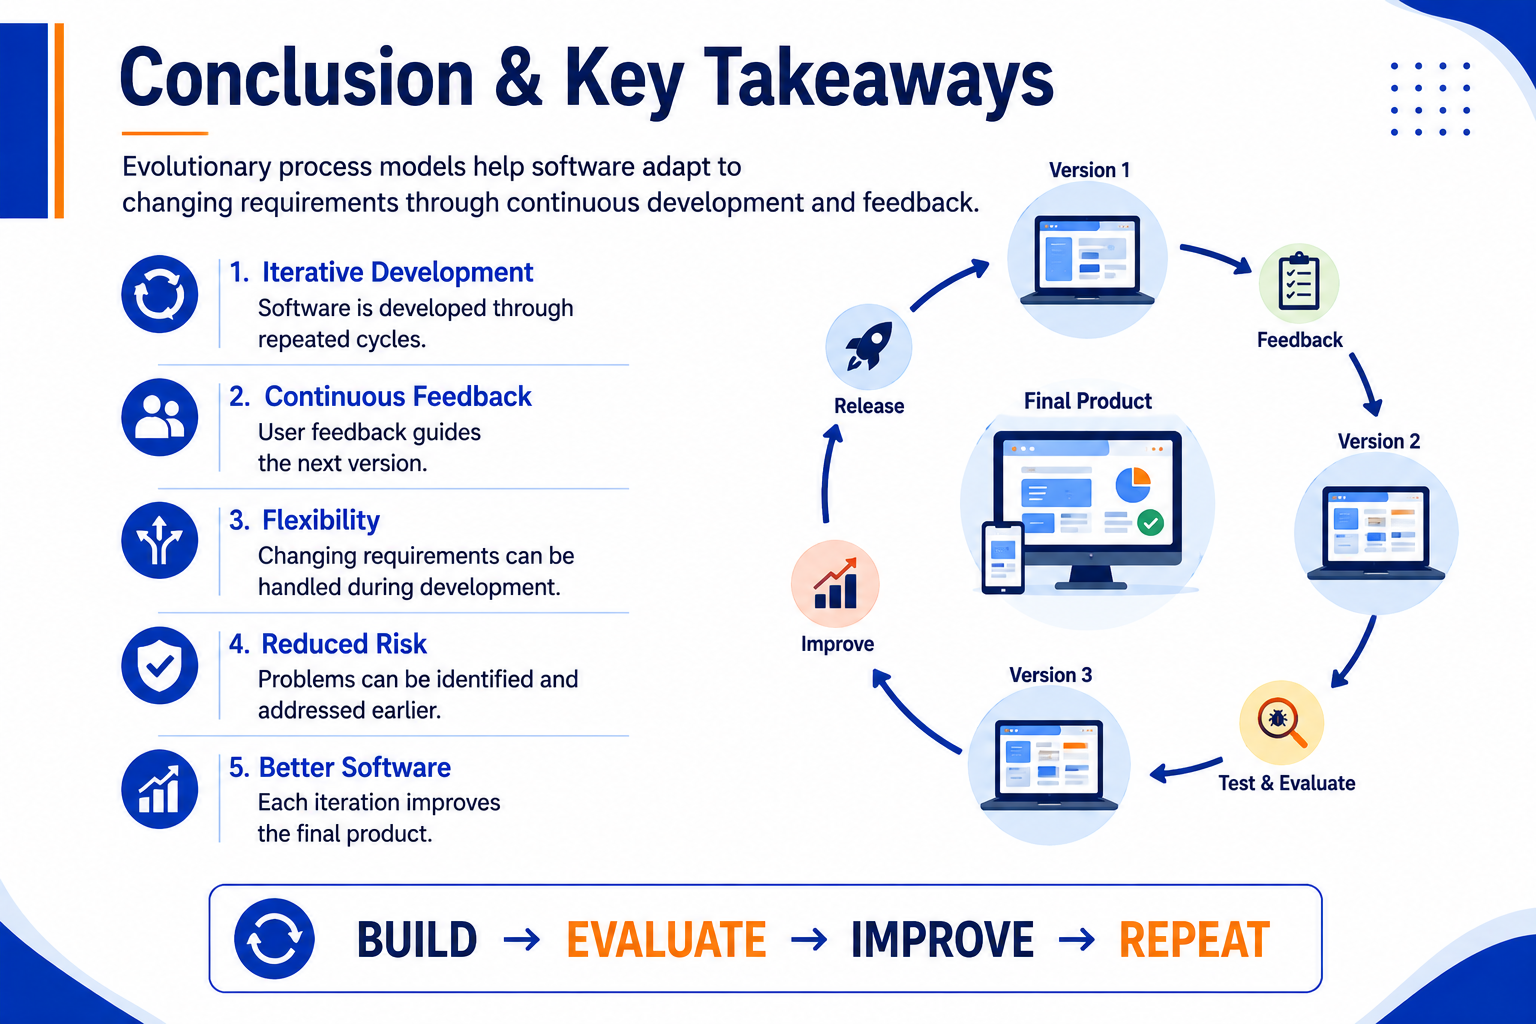 Conclusion & Key Takeaways
Evolutionary process models help software adapt to
changing requirements through continuous development and feedback.
1. Iterative Development
Software is developed through
repeated cycles.
2. Continuous Feedback
User feedback guides
the next version.
3. Flexibility
Changing requirements can be
handled during development.
4. Reduced Risk
Problems can be identified and
addressed earlier.
5. Better Software
Each iteration improves
the final product.
Version 1
Feedback
Version 2
Test & Evaluate
Version 3
Improve
Release
Final Product
BUILD → EVALUATE → IMPROVE → REPEAT